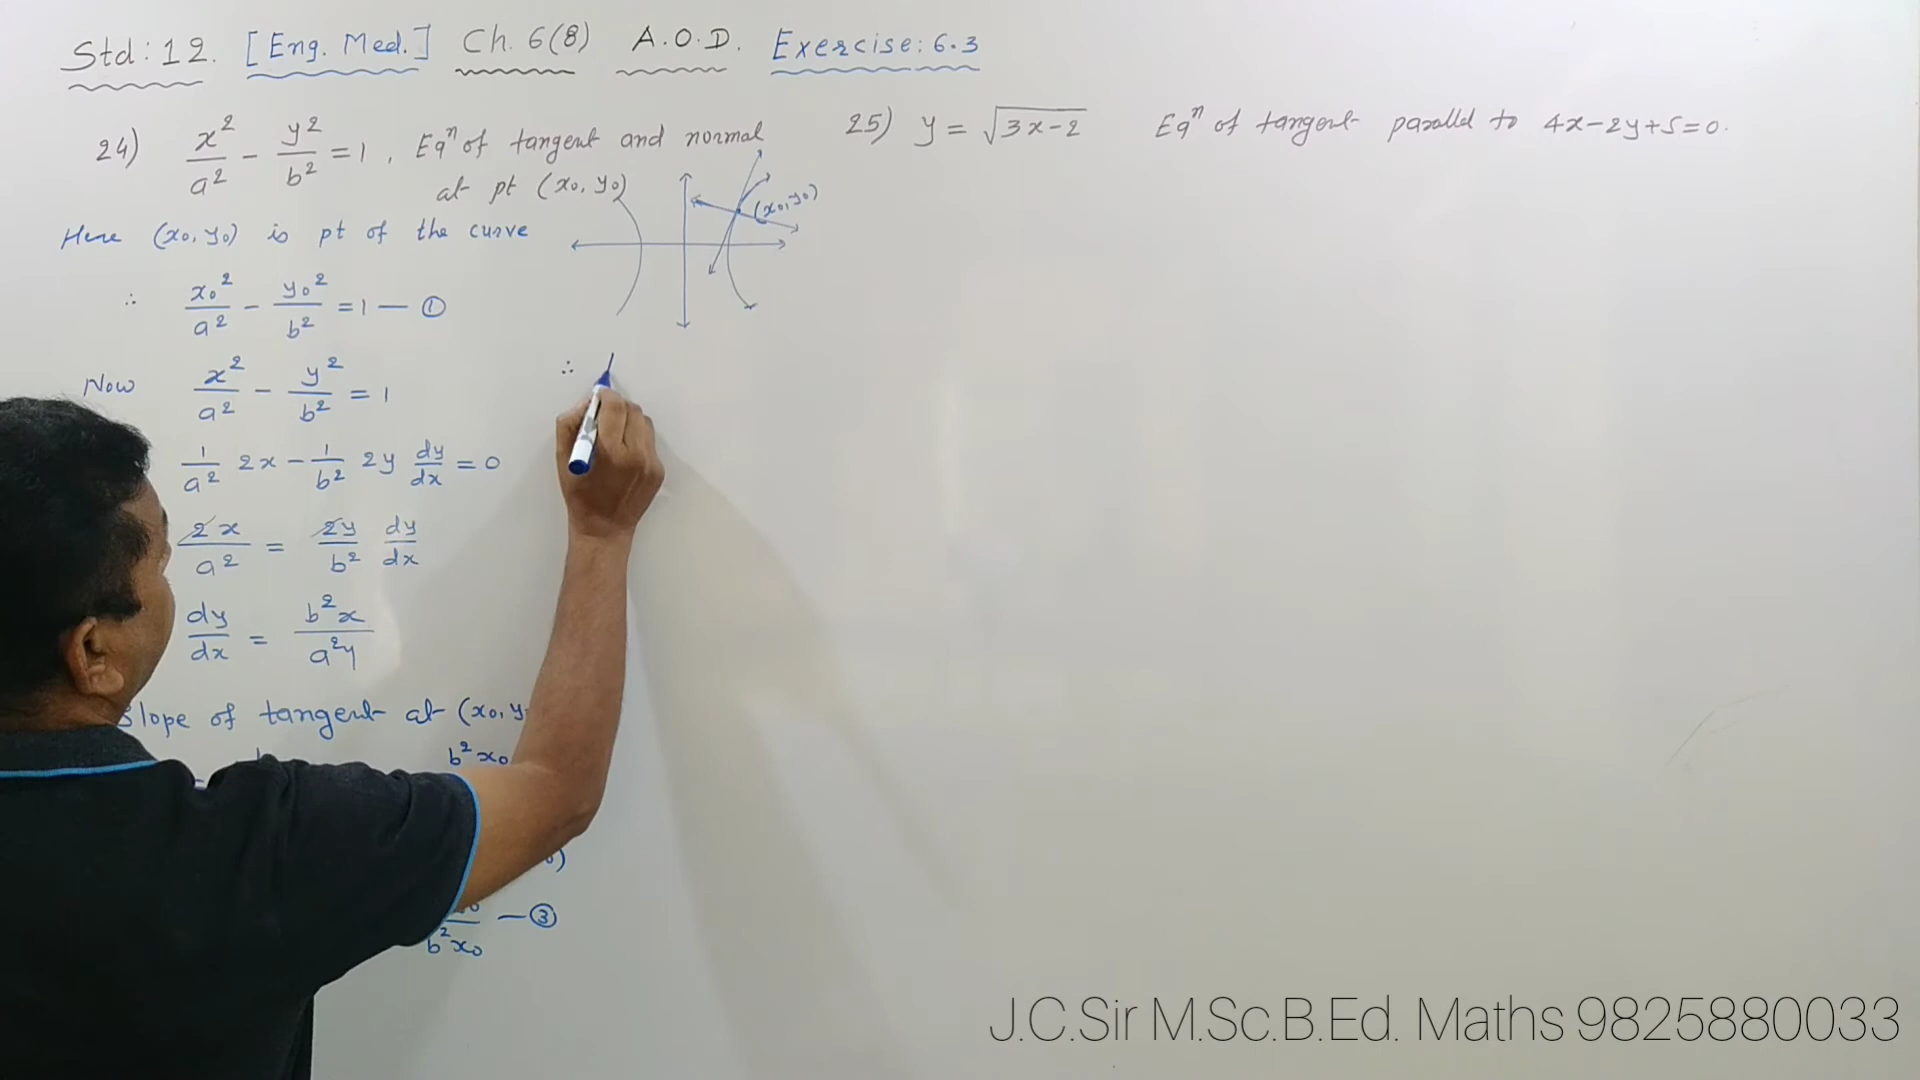 Std: 12. [Eng. Med.] Ch. 6(8) A.O.D. Exercise: 6.3
24) x²/a² - y²/b² = 1, Eqⁿ of tangent and normal
at pt (x₀, y₀)
(x₀, y₀)
Here (x₀, y₀) is pt of the curve
∴ x₀²/a² - y₀²/b² = 1 — ①
Now x²/a² - y²/b² = 1
1/a² 2x - 1/b² 2y dy/dx = 0
2x/a² = 2y/b² dy/dx
dy/dx = b²x/a²y
Slope of tangent at (x₀, y
b²x₀
— ③
b²x₀
∴
25) y = √(3x-2) Eqⁿ of tangent parallel to 4x-2y+5=0.
J.C.Sir M.Sc.B.Ed. Maths 9825880033